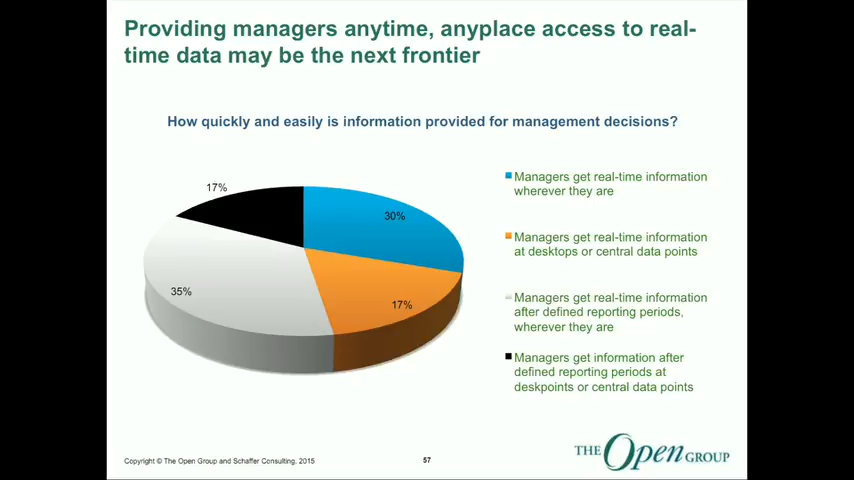 Providing managers anytime, anyplace access to real-
time data may be the next frontier
How quickly and easily is information provided for management decisions?
17%
30%
35%
17%
Managers get real-time information
wherever they are
Managers get real-time information
at desktops or central data points
Managers get real-time information
after defined reporting periods,
wherever they are
Managers get information after
defined reporting periods at
deskpoints or central data points
Copyright © The Open Group and Schaffer Consulting, 2015
57
THE Open GROUP